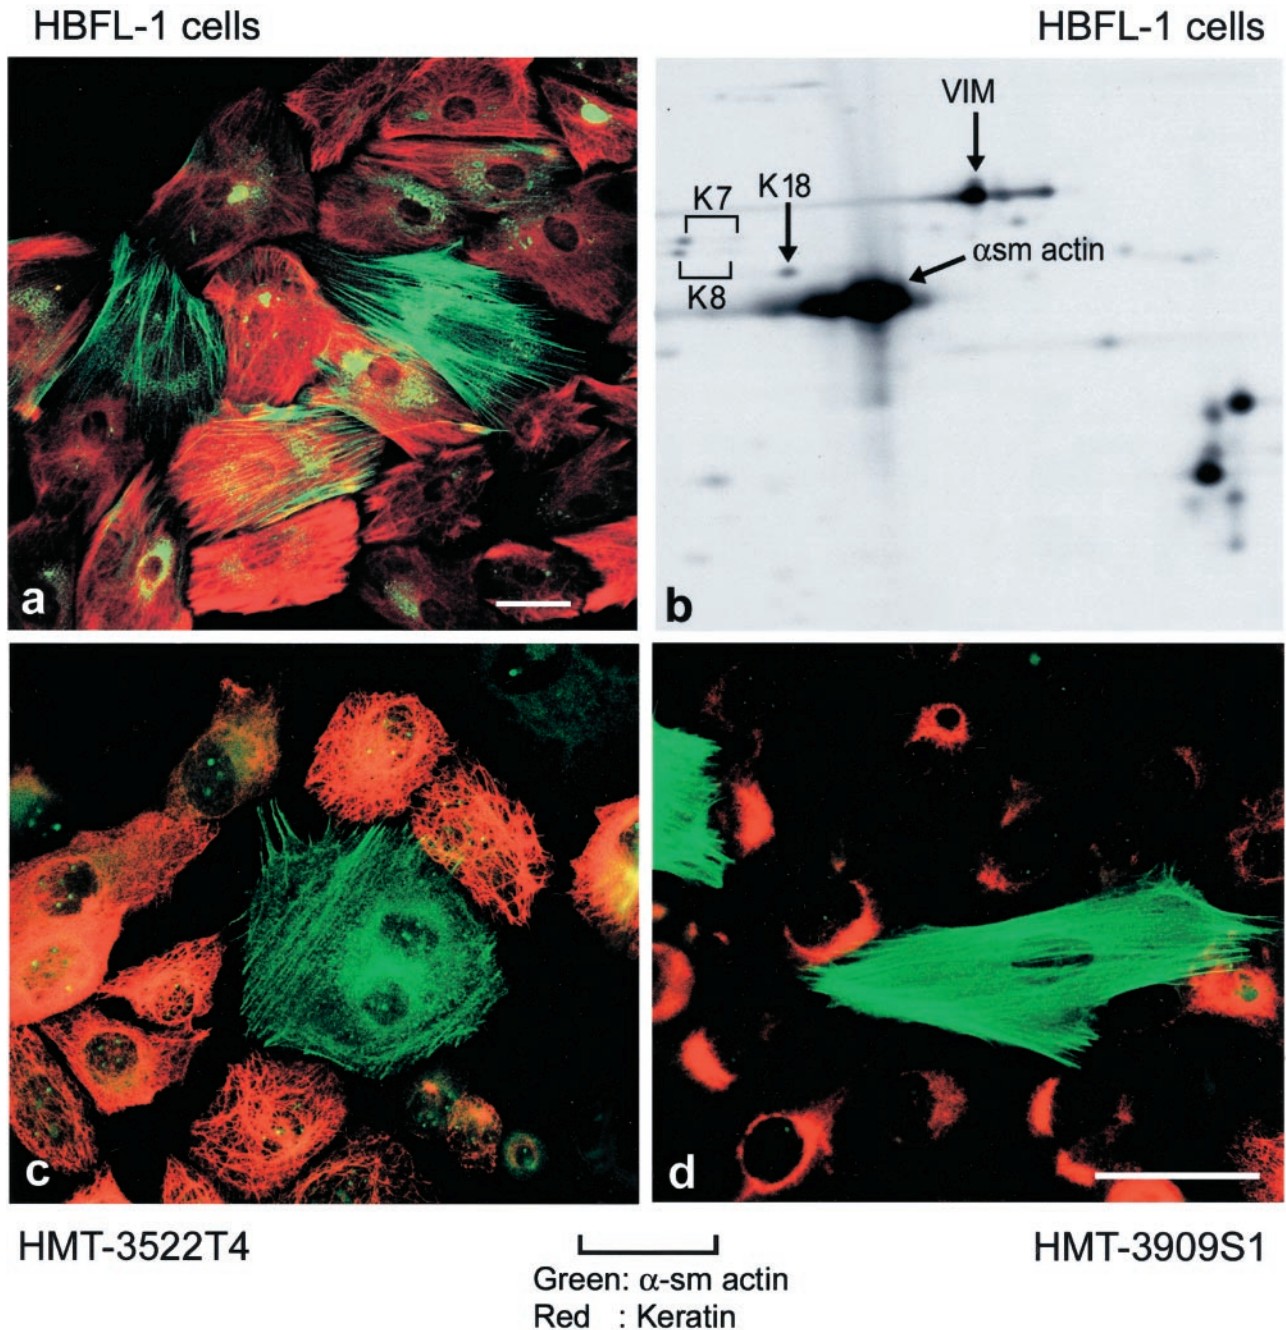 HBFL-1 cells
HBFL-1 cells
VIM
K7
K18
αsm actin
K8
a
b
c
d
HMT-3522T4
HMT-3909S1
Green: α-sm actin
Red : Keratin